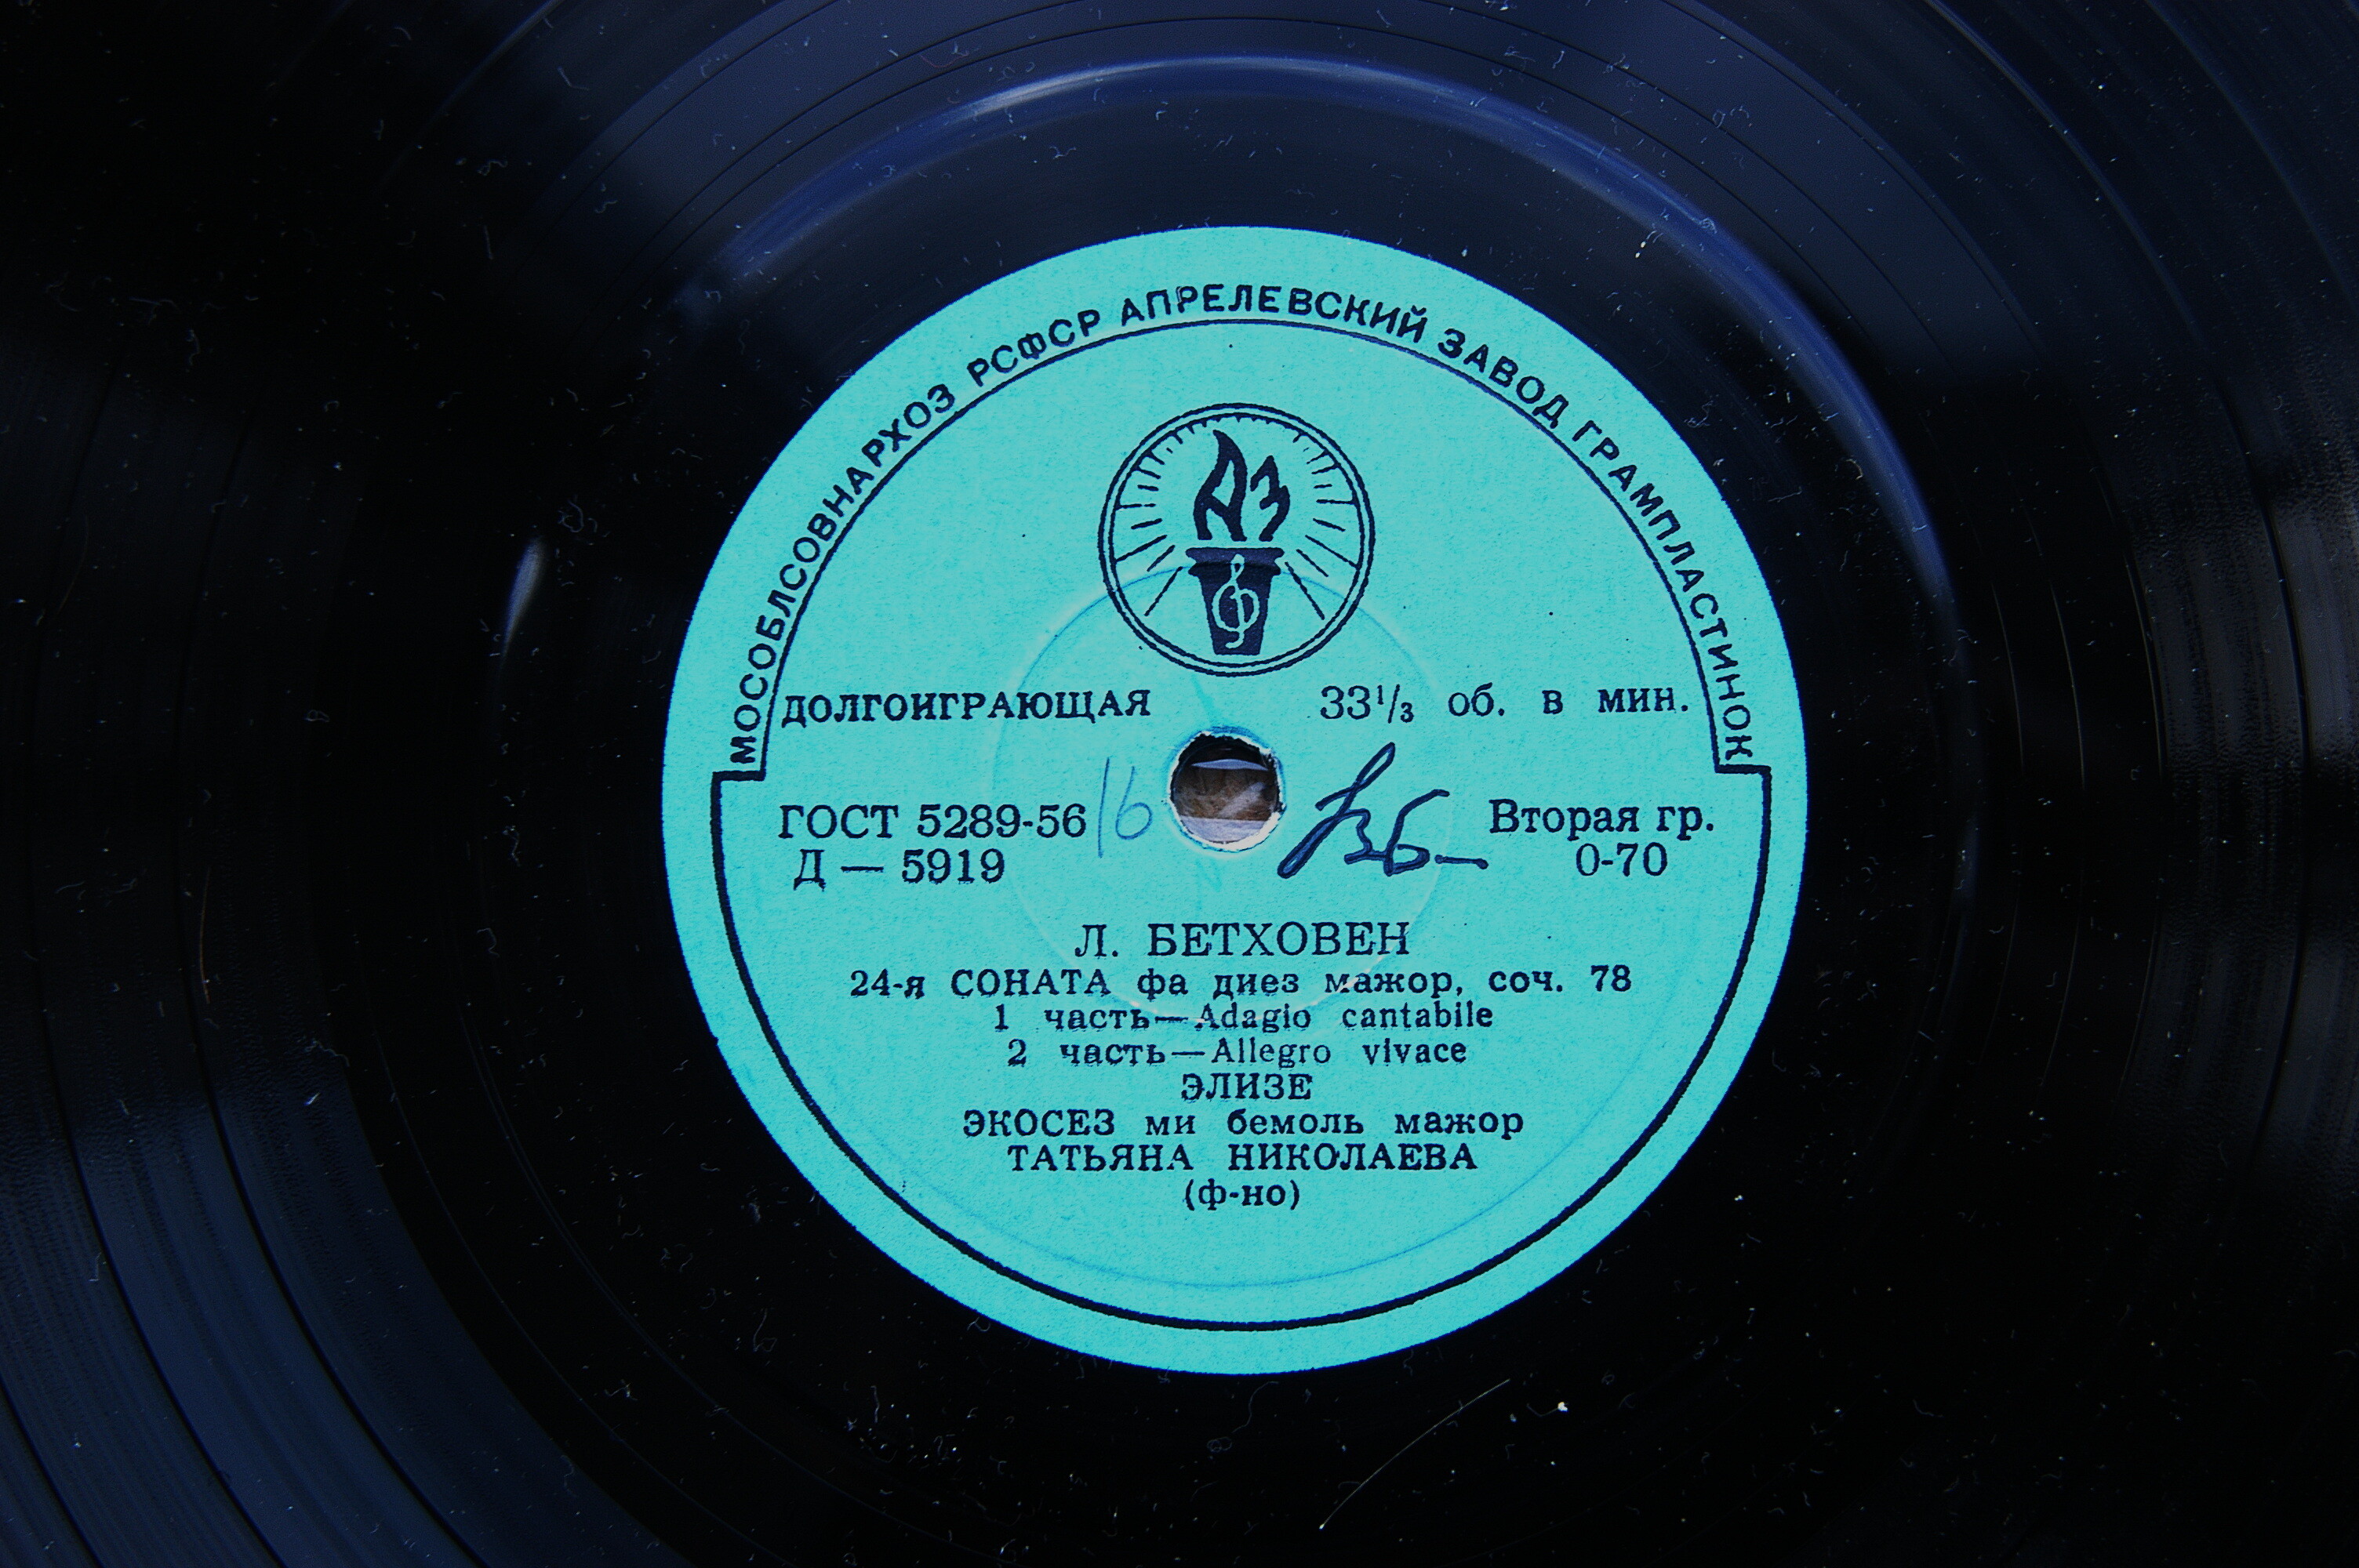 МОСОБЛСОВНАРХОЗ РСФСР АПРЕЛЕВСКИЙ ЗАВОД ГРАМПЛАСТИНОК
АЗ
ДОЛГОИГРАЮЩАЯ 33¹/₃ об. в мин.
ГОСТ 5289-56 16 Вторая гр.
Д — 5919 0-70
Л. БЕТХОВЕН
24-я СОНАТА фа диез мажор, соч. 78
1 часть—Adagio cantabile
2 часть—Allegro vivace
ЭЛИЗЕ
ЭКОСЕЗ ми бемоль мажор
ТАТЬЯНА НИКОЛАЕВА
(ф-но)